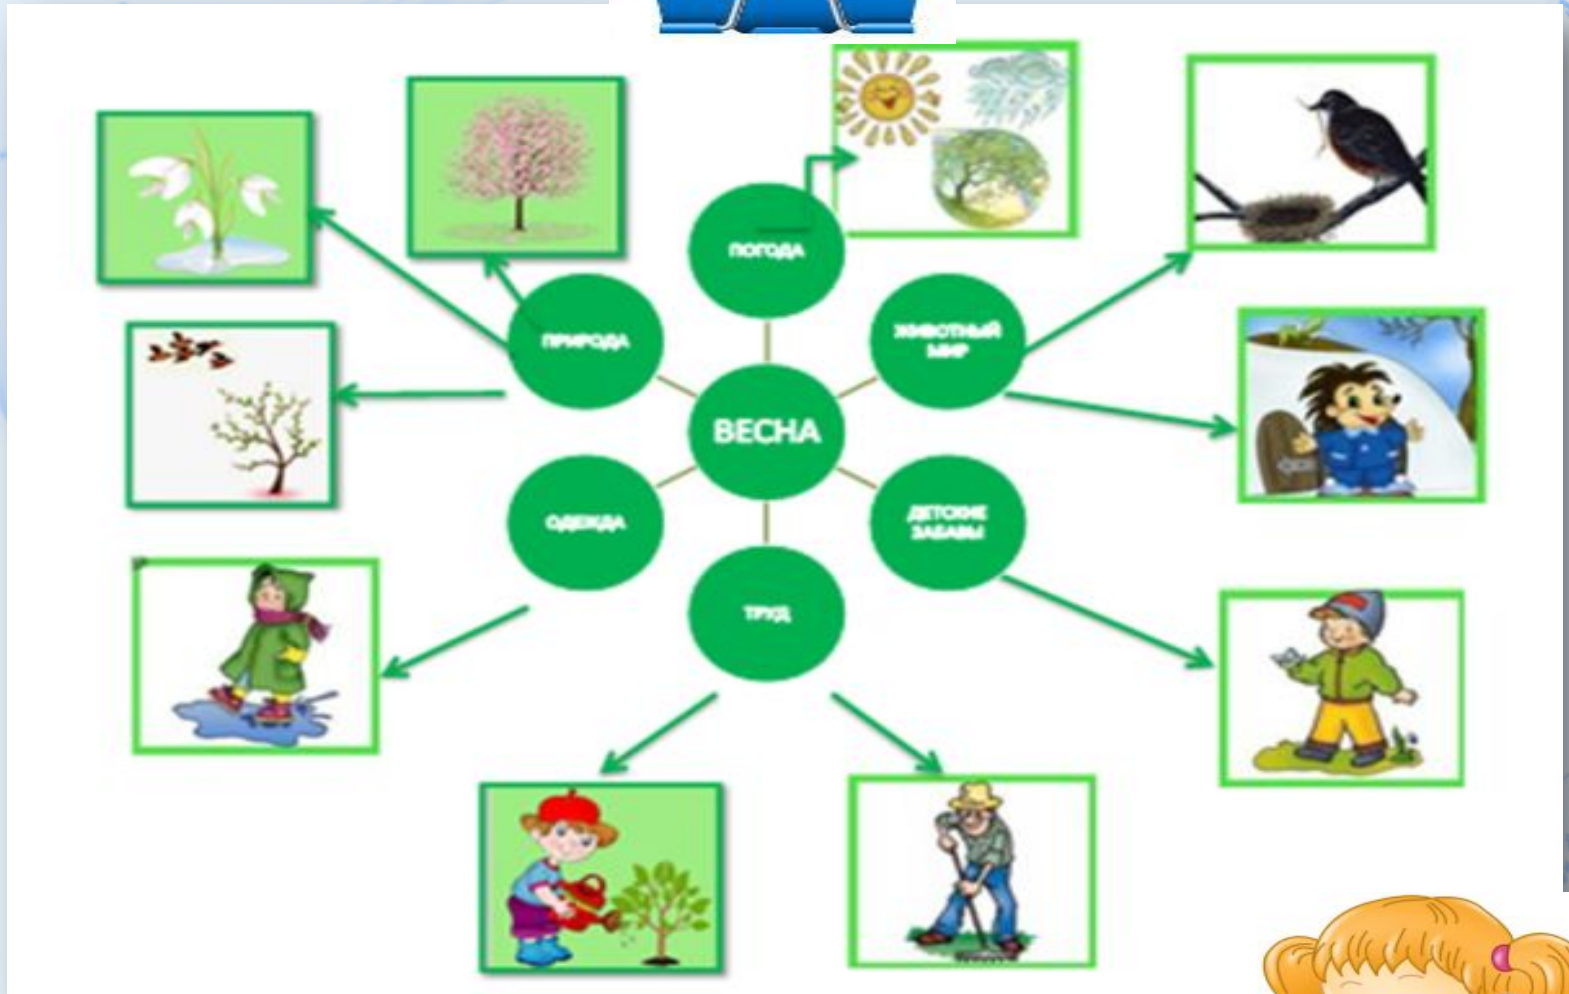 ПОГОДА
ПРИРОДА
ЖИВОТНЫЙ
МИР
ВЕСНА
ОДЕЖДА
ДЕТСКИЕ
ЗАБАВЫ
ТРУД